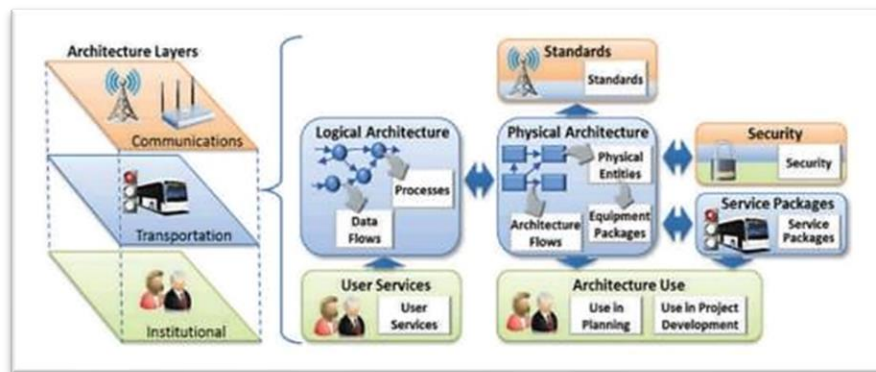 Architecture Layers
Communications
Transportation
Institutional
Logical Architecture
Processes
Data
Flows
User Services
User
Services
Standards
Standards
Physical Architecture
Physical
Entities
Architecture
Flows
Equipment
Packages
Security
Security
Service Packages
Service
Packages
Architecture Use
Use in
Planning
Use in Project
Development